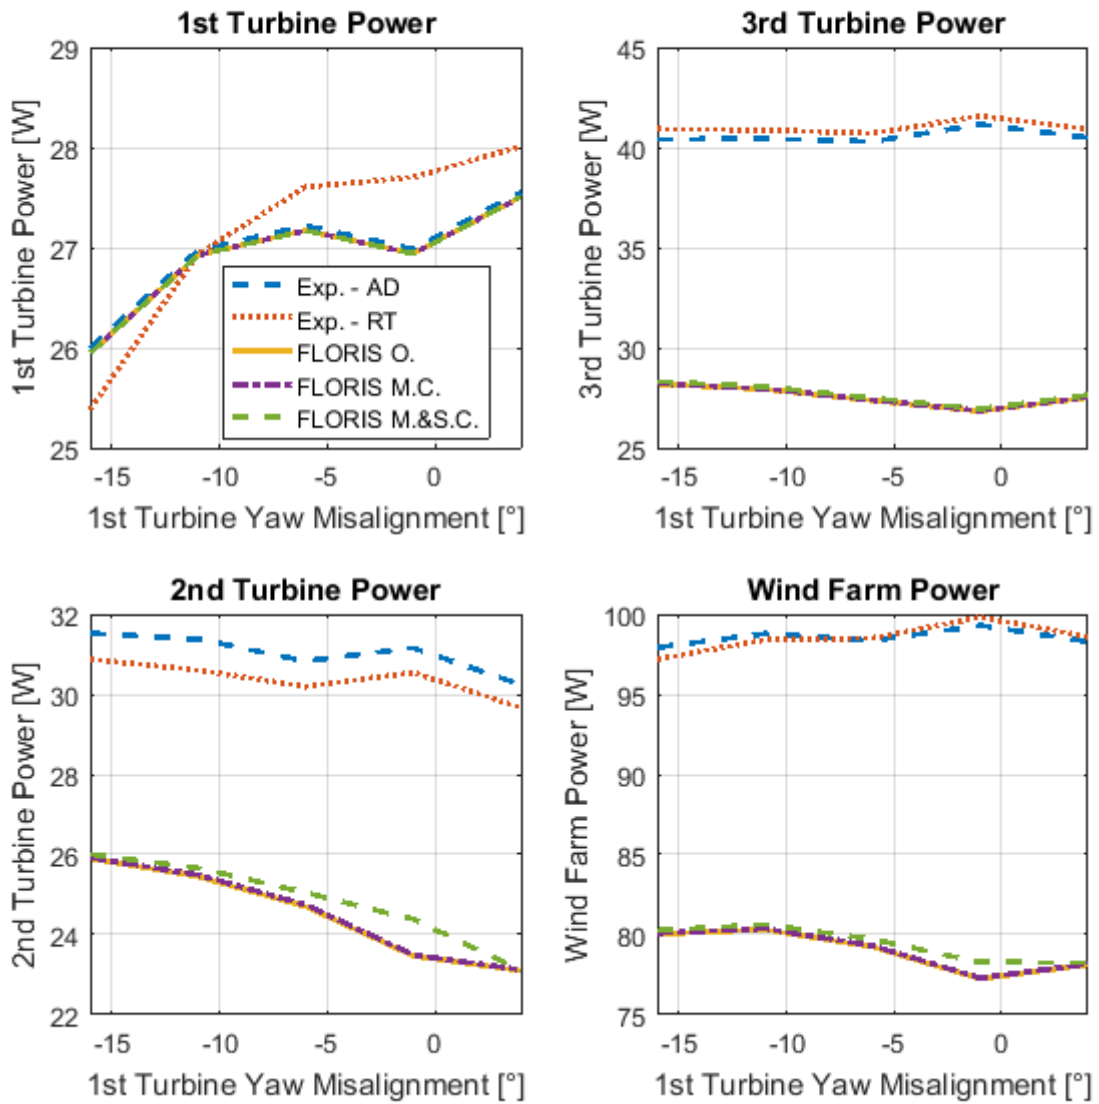 1st Turbine Power
1st Turbine Power [W]
29
28
27
26
25
Exp. - AD
Exp. - RT
FLORIS O.
FLORIS M.C.
FLORIS M.&S.C.
-15
-10
-5
0
1st Turbine Yaw Misalignment [°]
3rd Turbine Power
3rd Turbine Power [W]
45
40
35
30
25
-15
-10
-5
0
1st Turbine Yaw Misalignment [°]
2nd Turbine Power
2nd Turbine Power [W]
32
30
28
26
24
22
-15
-10
-5
0
1st Turbine Yaw Misalignment [°]
Wind Farm Power
Wind Farm Power [W]
100
95
90
85
80
75
-15
-10
-5
0
1st Turbine Yaw Misalignment [°]